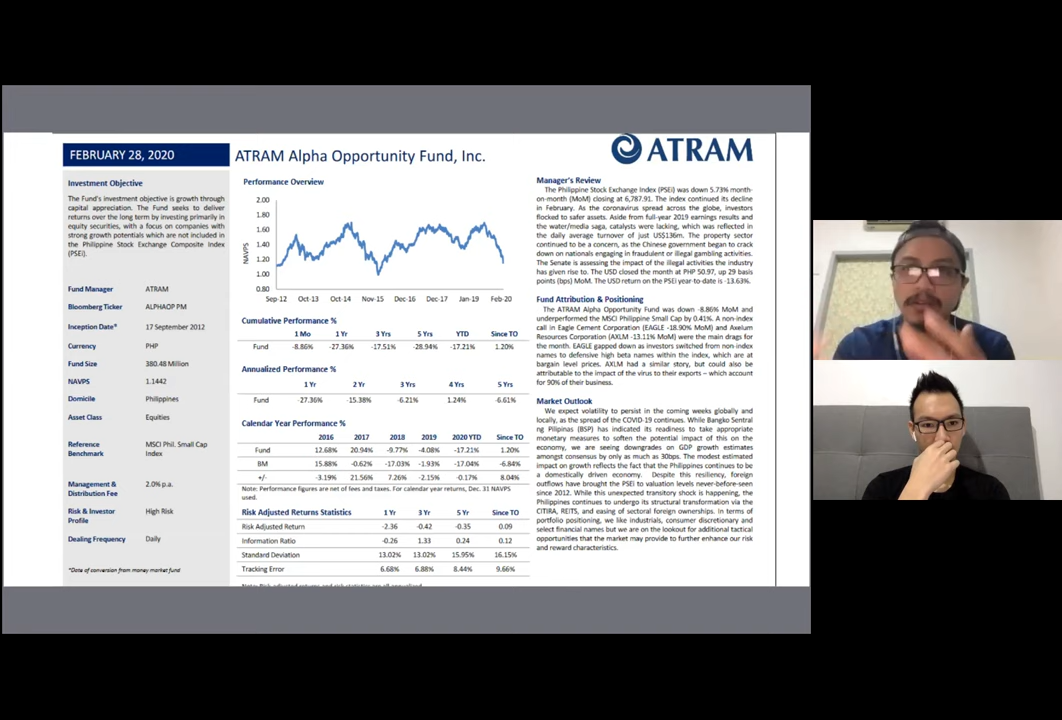 FEBRUARY 28, 2020
ATRAM Alpha Opportunity Fund, Inc.
ATRAM
Investment Objective
The Fund's investment objective is growth through
capital appreciation. The Fund seeks to deliver
returns over the long term by investing primarily in
equity securities, with a focus on companies with
strong growth potentials which are not included in
the Philippine Stock Exchange Composite Index
(PSEi).
Fund Manager ATRAM
Bloomberg Ticker ALPHAOP PM
Inception Date* 17 September 2012
Currency PHP
Fund Size 380.48 Million
NAVPS 1.1442
Domicile Philippines
Asset Class Equities
Reference MSCI Phil. Small Cap
Benchmark Index
Management & 2.0% p.a.
Distribution Fee
Risk & Investor High Risk
Profile
Dealing Frequency Daily
*Date of conversion from money market fund
Performance Overview
NAVPS
2.00
1.80
1.60
1.40
1.20
1.00
0.80
Sep-12 Oct-13 Oct-14 Nov-15 Dec-16 Dec-17 Jan-19 Feb-20
Cumulative Performance %
1 Mo 1 Yr 3 Yrs 5 Yrs YTD Since TO
Fund -8.86% -27.36% -17.51% -28.94% -17.21% 1.20%
Annualized Performance %
1 Yr 2 Yr 3 Yrs 4 Yrs 5 Yrs
Fund -27.36% -15.38% -6.21% 1.24% -6.61%
Calendar Year Performance %
2016 2017 2018 2019 2020 YTD Since TO
Fund 12.68% 20.94% -9.77% -4.08% -17.21% 1.20%
BM 15.88% -0.62% -17.03% -1.93% -17.04% -6.84%
+/- -3.19% 21.56% 7.26% -2.15% -0.17% 8.04%
Note: Performance figures are net of fees and taxes. For calendar year returns, Dec. 31 NAVPS
used.
Risk Adjusted Returns Statistics 1 Yr 3 Yr 5 Yr Since TO
Risk Adjusted Return -2.36 -0.42 -0.35 0.09
Information Ratio -0.26 1.33 0.24 0.12
Standard Deviation 13.02% 13.02% 15.95% 16.15%
Tracking Error 6.68% 6.88% 8.44% 9.66%
Manager's Review
The Philippine Stock Exchange Index (PSEi) was down 5.73% month-
on-month (MoM) closing at 6,787.91. The index continued its decline
in February. As the coronavirus spread across the globe, investors
flocked to safer assets. Aside from full-year 2019 earnings results and
the water/media saga, catalysts were lacking, which was reflected in
the daily average turnover of just US$136m. The property sector
continued to be a concern, as the Chinese government began to crack
down on nationals engaging in fraudulent or illegal gambling activities.
The Senate is assessing the impact of the illegal activities the industry
has given rise to. The USD closed the month at PHP 50.97, up 29 basis
points (bps) MoM. The USD return on the PSEi year-to-date is -13.63%.
Fund Attribution & Positioning
The ATRAM Alpha Opportunity Fund was down -8.86% MoM and
underperformed the MSCI Philippine Small Cap by 0.41%. A non-index
call in Eagle Cement Corporation (EAGLE -18.90% MoM) and Axelum
Resources Corporation (AXLM -13.11% MoM) were the main drags for
the month. EAGLE gapped down as investors switched from non-index
names to defensive high beta names within the index, which are at
bargain level prices. AXLM had a similar story, but could also be
attributable to the impact of the virus to their exports – which account
for 90% of their business.
Market Outlook
We expect volatility to persist in the coming weeks globally and
locally, as the spread of the COVID-19 continues. While Bangko Sentral
ng Pilipinas (BSP) has indicated its readiness to take appropriate
monetary measures to soften the potential impact of this on the
economy, we are seeing downgrades on GDP growth estimates
amongst consensus by only as much as 30bps. The modest estimated
impact on growth reflects the fact that the Philippines continues to be
a domestically driven economy. Despite this resiliency, foreign
outflows have brought the PSEi to valuation levels never-before-seen
since 2012. While this unexpected transitory shock is happening, the
Philippines continues to undergo its structural transformation via the
CITIRA, REITS, and easing of sectoral foreign ownerships. In terms of
portfolio positioning, we like industrials, consumer discretionary and
select financial names but we are on the lookout for additional tactical
opportunities that the market may provide to further enhance our risk
and reward characteristics.